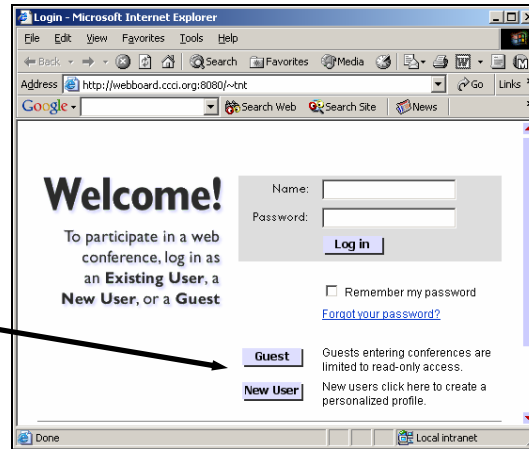 Login - Microsoft Internet Explorer
File Edit View Favorites Tools Help
Back Search Favorites Media
Address http://webboard.ccci.org:8080/~tnt Go Links
Google Search Web Search Site News
Welcome!
To participate in a web
conference, log in as
an Existing User, a
New User, or a Guest
Name:
Password:
Log in
Remember my password
Forgot your password?
Guest Guests entering conferences are
limited to read-only access.
New User New users click here to create a
personalized profile.
Done Local intranet